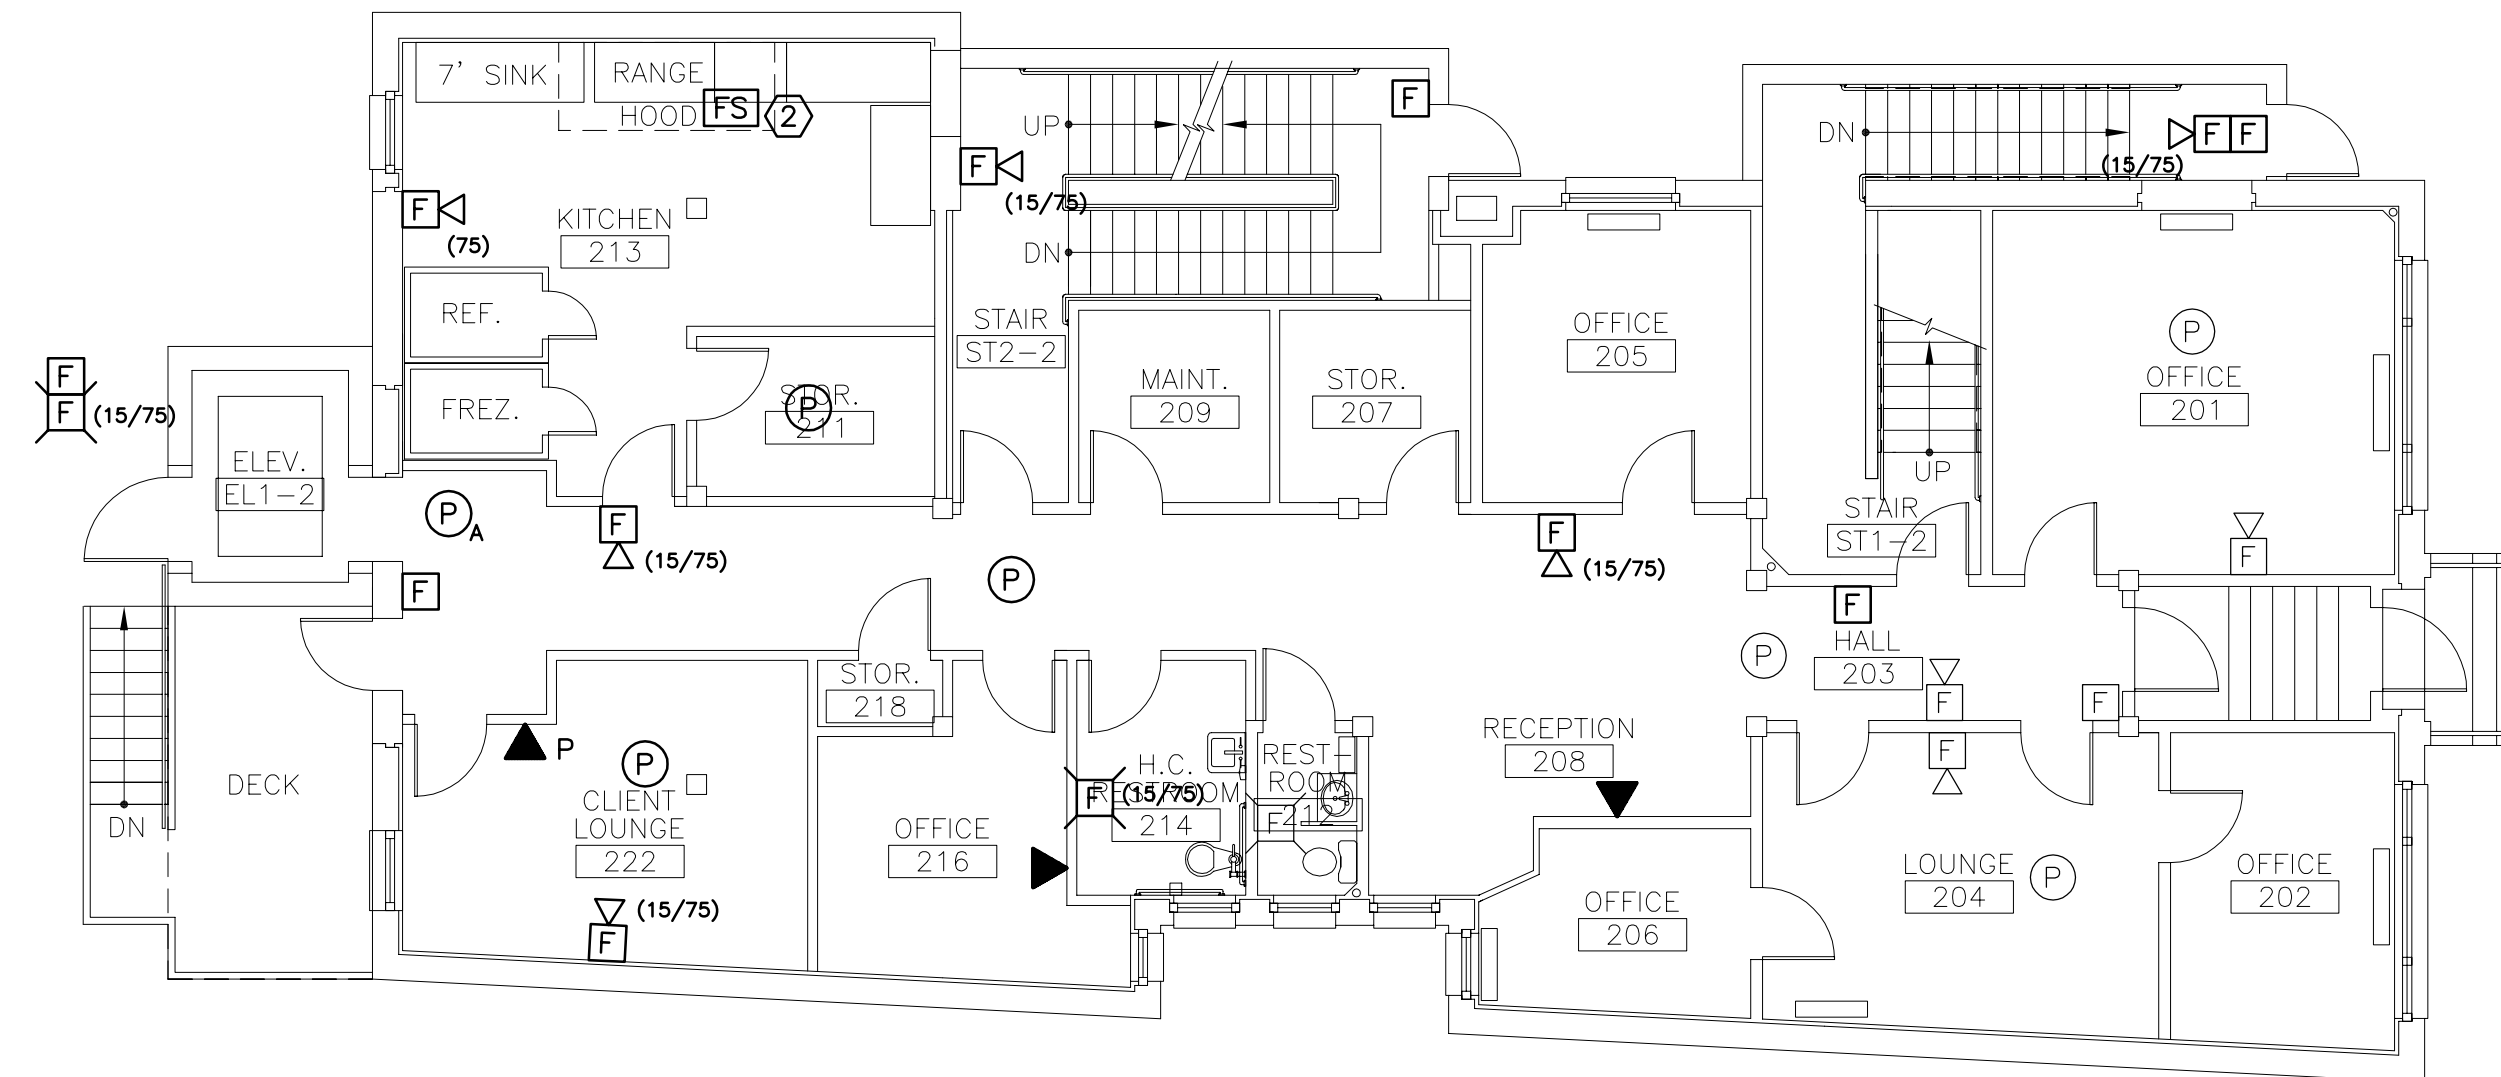 7' SINK
RANGE
HOOD
FS
2
F
UP
DN
F
F
(15/75)
F
(15/75)
F
(75)
KITCHEN
213
DN
REF.
STAIR
ST2-2
OFFICE
205
P
OFFICE
201
F
F
(15/75)
FREZ.
STOR.
211
P
MAINT.
209
STOR.
207
ELEV.
EL1-2
UP
P
A
F
(15/75)
F
(15/75)
STAIR
ST1-2
F
F
P
F
HALL
203
P
STOR.
218
F
F
F
P
P
RECEPTION
208
DECK
DN
CLIENT
LOUNGE
222
OFFICE
216
H.C.
RESTROOM
214
F
(15/75)
REST-
ROOM
212
F
LOUNGE
204
P
OFFICE
202
F
(15/75)
OFFICE
206